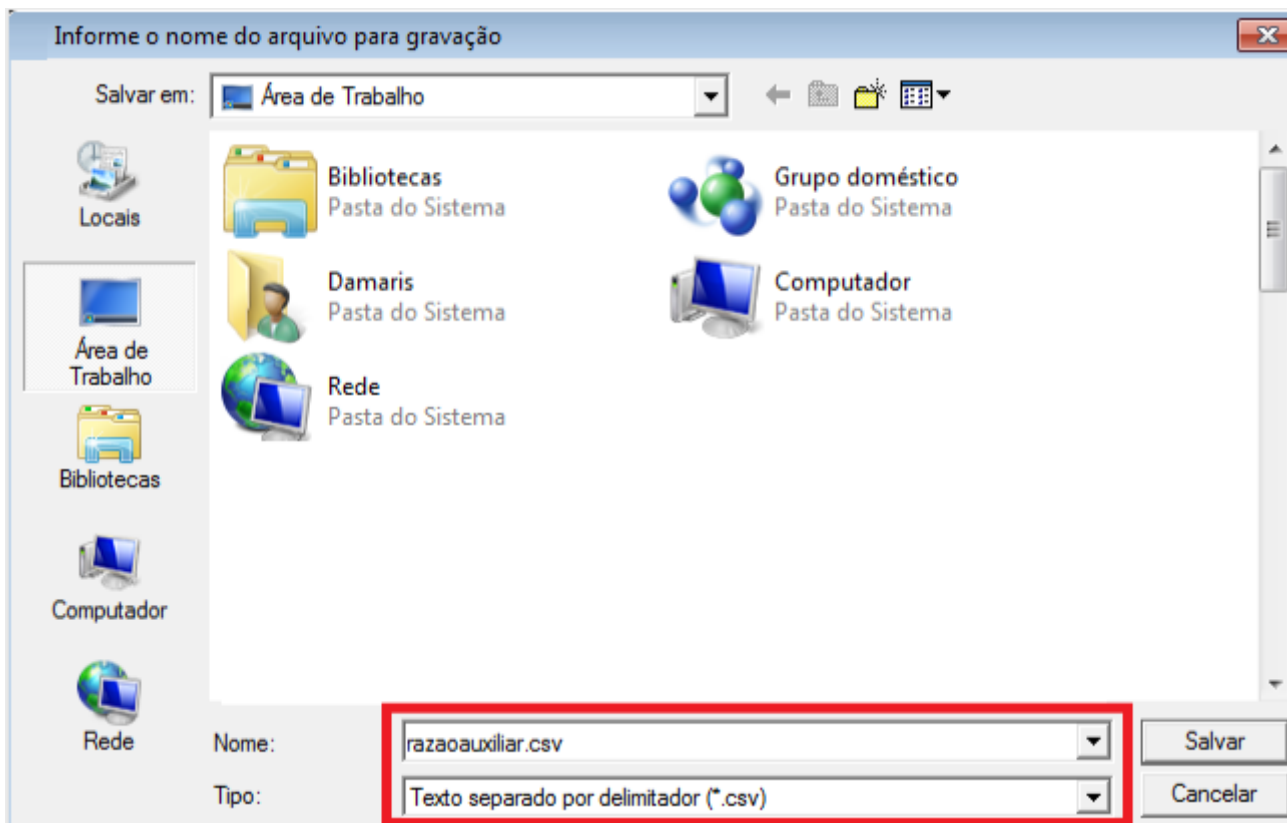 Informe o nome do arquivo para gravação
Salvar em:
Área de Trabalho
Locais
Área de
Trabalho
Bibliotecas
Computador
Rede
Bibliotecas
Pasta do Sistema
Grupo doméstico
Pasta do Sistema
Damaris
Pasta do Sistema
Computador
Pasta do Sistema
Rede
Pasta do Sistema
Nome:
razaoauxiliar.csv
Salvar
Tipo:
Texto separado por delimitador (*.csv)
Cancelar